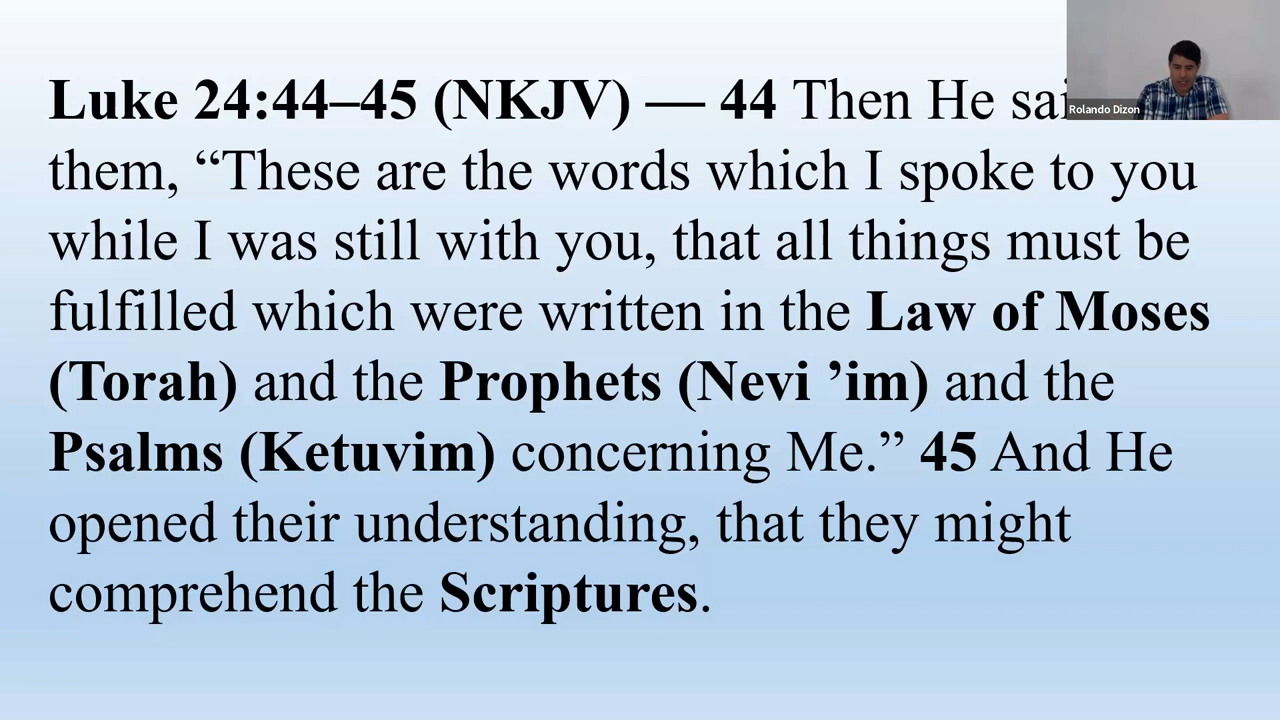 Luke 24:44–45 (NKJV) — 44 Then He
them, “These are the words which I spoke to you
while I was still with you, that all things must be
fulfilled which were written in the Law of Moses
(Torah) and the Prophets (Nevi ’im) and the
Psalms (Ketuvim) concerning Me.” 45 And He
opened their understanding, that they might
comprehend the Scriptures.
Rolando Dizon